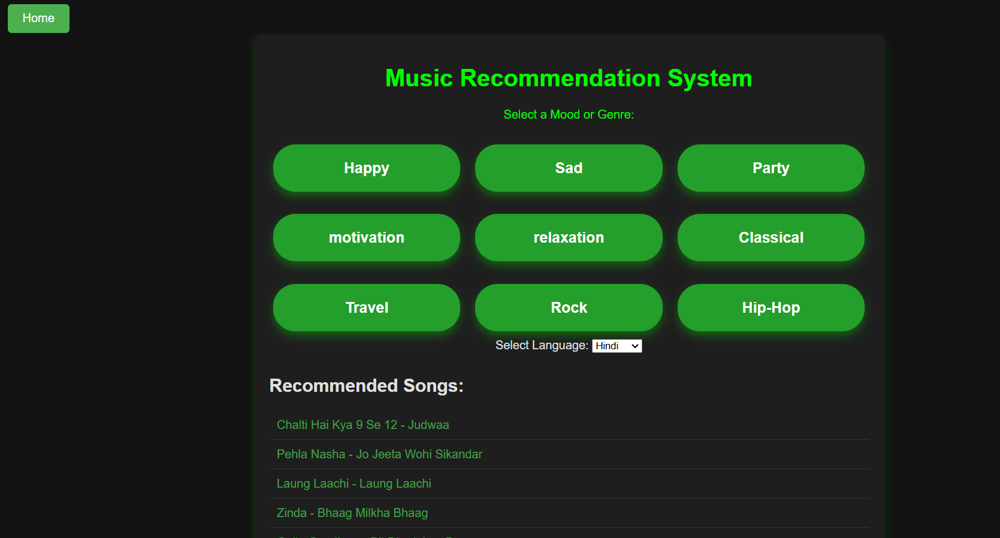 Home
Music Recommendation System
Select a Mood or Genre:
Happy Sad Party
motivation relaxation Classical
Travel Rock Hip-Hop
Select Language: Hindi
Recommended Songs:
Chalti Hai Kya 9 Se 12 - Judwaa
Pehla Nasha - Jo Jeeta Wohi Sikandar
Laung Laachi - Laung Laachi
Zinda - Bhaag Milkha Bhaag